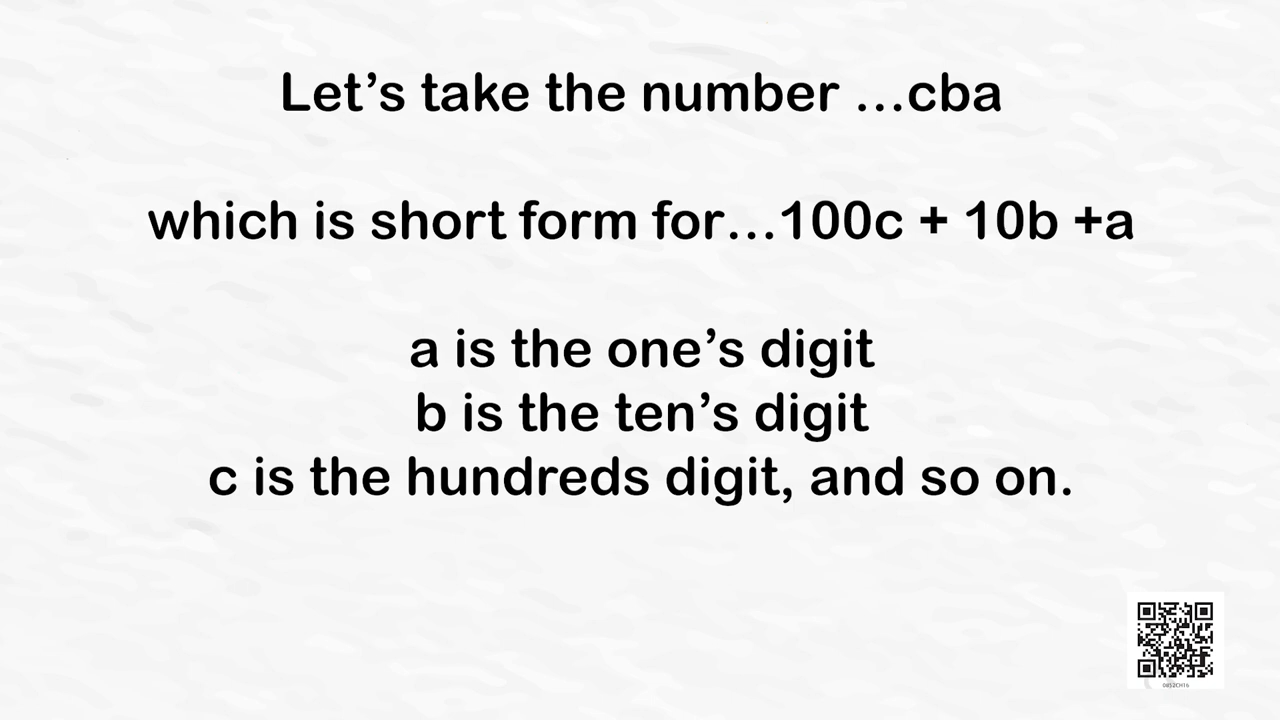 Let’s take the number ...cba
which is short form for...100c + 10b +a
a is the one’s digit
b is the ten’s digit
c is the hundreds digit, and so on.
0852CH16